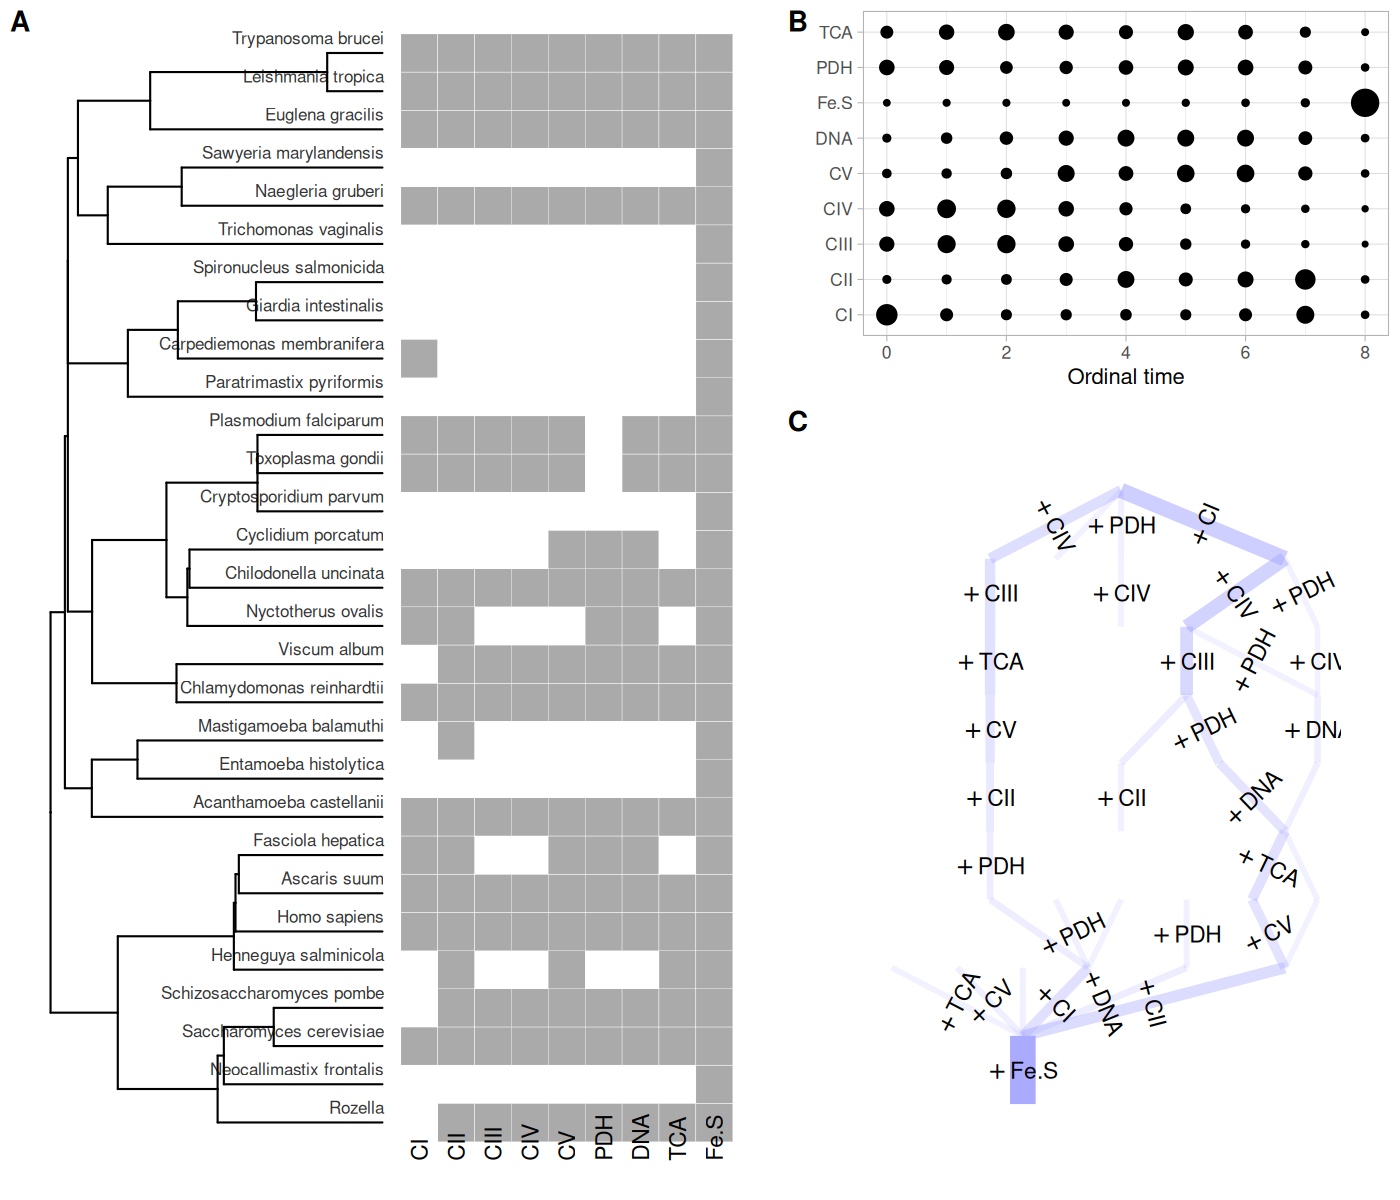 A
Trypanosoma brucei
Leishmania tropica
Euglena gracilis
Sawyeria marylandensis
Naegleria gruberi
Trichomonas vaginalis
Spironucleus salmonicida
Giardia intestinalis
Carpediemonas membranifera
Paratrimastix pyriformis
Plasmodium falciparum
Toxoplasma gondii
Cryptosporidium parvum
Cyclidium porcatum
Chilodonella uncinata
Nyctotherus ovalis
Viscum album
Chlamydomonas reinhardtii
Mastigamoeba balamuthi
Entamoeba histolytica
Acanthamoeba castellanii
Fasciola hepatica
Ascaris suum
Homo sapiens
Henneguya salminicola
Schizosaccharomyces pombe
Saccharomyces cerevisiae
Neocallimastix frontalis
Rozella
CI CII CIII CIV CV PDH DNA TCA Fe.S
B
TCA
PDH
Fe.S
DNA
CV
CIV
CIII
CII
CI
0 2 4 6 8
Ordinal time
C
+ CIV + PDH + CI
+ CIII + CIV + CIV + PDH
+ TCA + CIII + PDH + CIV
+ CV + PDH + DNA
+ CII + CII + DNA
+ PDH + TCA
+ PDH + PDH + CV
+ TCA + CV + CI + DNA + CII
+ Fe.S